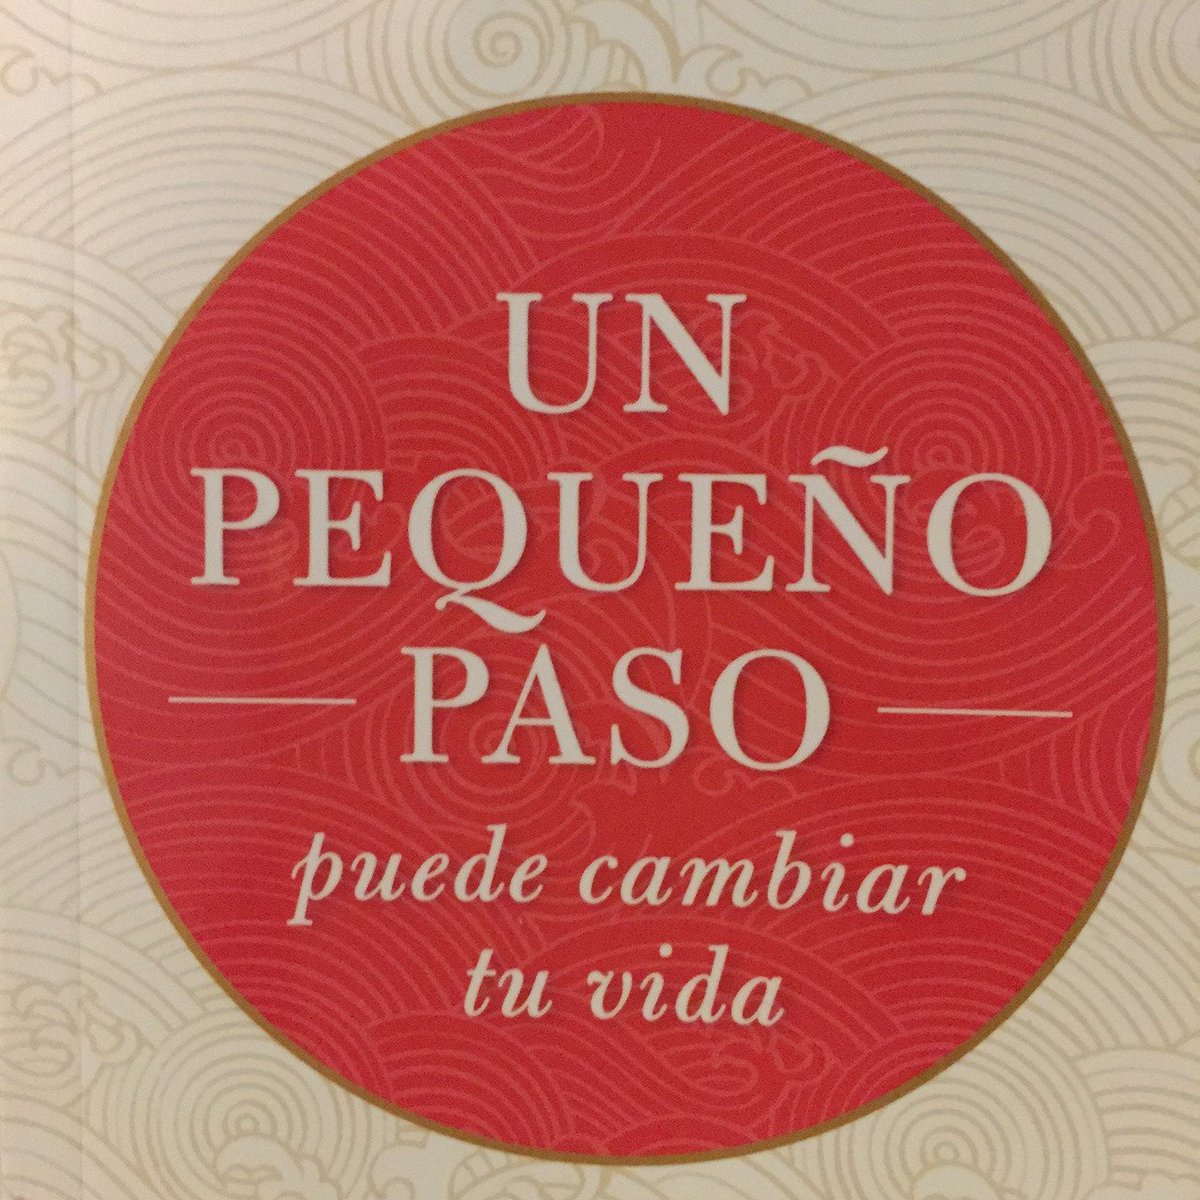 UN
PEQUEÑO
PASO
puede cambiar
tu vida